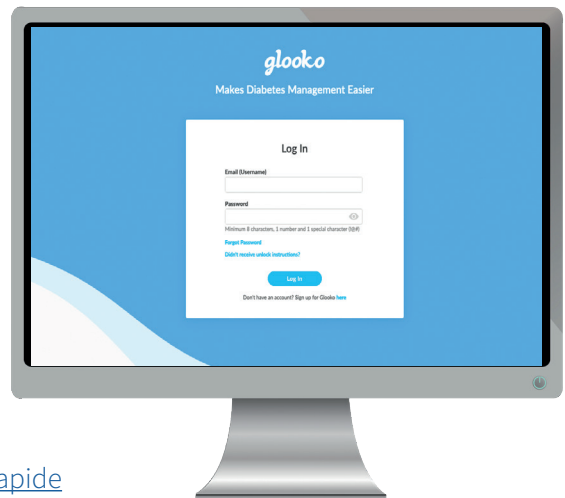 glooko
Makes Diabetes Management Easier
Log In
Email (Username)
Password
Minimum 8 characters, 1 number and 1 special character (!@#)
Forgot Password
Didn't receive unlock instructions?
Log In
Don't have an account? Sign up for Glooko here
apide